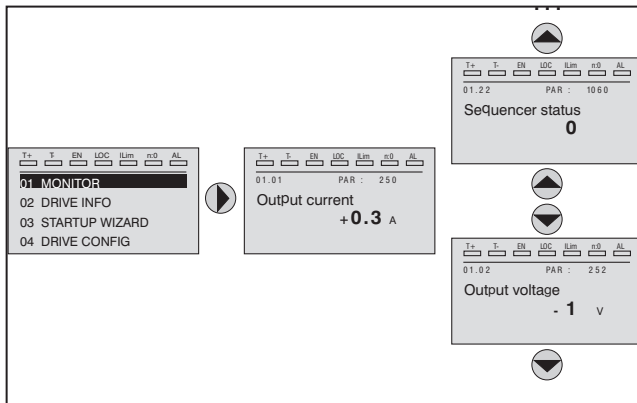 ...
T+ T- EN LOC ILim n:0 AL
01.22 PAR : 1060
Sequencer status
0
T+ T- EN LOC ILim n:0 AL
01 MONITOR
02 DRIVE INFO
03 STARTUP WIZARD
04 DRIVE CONFIG
T+ T- EN LOC ILim n:0 AL
01.01 PAR : 250
Output current
+0.3 A
T+ T- EN LOC ILim n:0 AL
01.02 PAR : 252
Output voltage
- 1 V